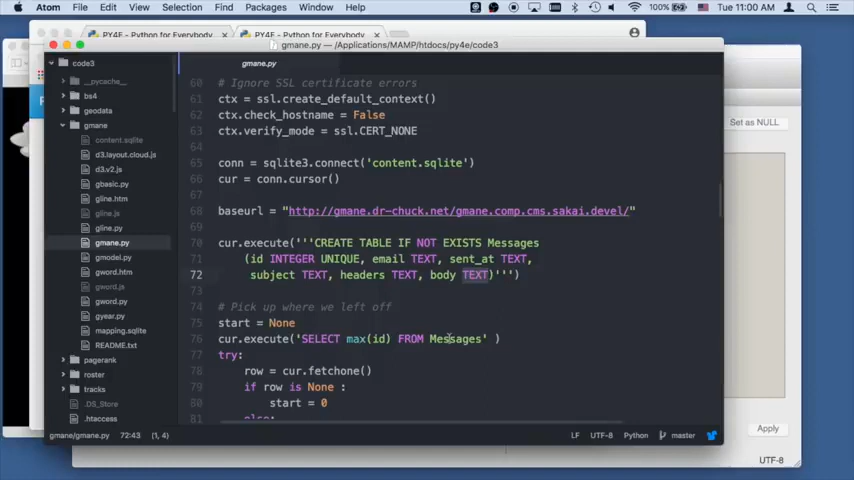 Atom File Edit View Selection Find Packages Window Help
100% Tue 11:00 AM
PY4E - Python for Everybody × PY4E - Python for Everybody ×
gmane.py — /Applications/MAMP/htdocs/py4e/code3
code3
__pycache__
bs4
geodata
gmane
content.sqlite
d3.layout.cloud.js
d3.v2.js
gbasic.py
gline.htm
gline.js
gline.py
gmane.py
gmodel.py
gword.htm
gword.js
gword.py
gyear.py
mapping.sqlite
README.txt
pagerank
roster
tracks
.DS_Store
.htaccess
gmane.py
60 # Ignore SSL certificate errors
61 ctx = ssl.create_default_context()
62 ctx.check_hostname = False
63 ctx.verify_mode = ssl.CERT_NONE
64
65 conn = sqlite3.connect('content.sqlite')
66 cur = conn.cursor()
67
68 baseurl = "http://gmane.dr-chuck.net/gmane.comp.cms.sakai.devel/"
69
70 cur.execute('''CREATE TABLE IF NOT EXISTS Messages
71 (id INTEGER UNIQUE, email TEXT, sent_at TEXT,
72 subject TEXT, headers TEXT, body TEXT)''')
73
74 # Pick up where we left off
75 start = None
76 cur.execute('SELECT max(id) FROM Messages' )
77 try:
78 row = cur.fetchone()
79 if row is None :
80 start = 0
81 else:
gmane/gmane.py 72:43 (1, 4)
LF UTF-8 Python master
Set as NULL
Apply
UTF-8